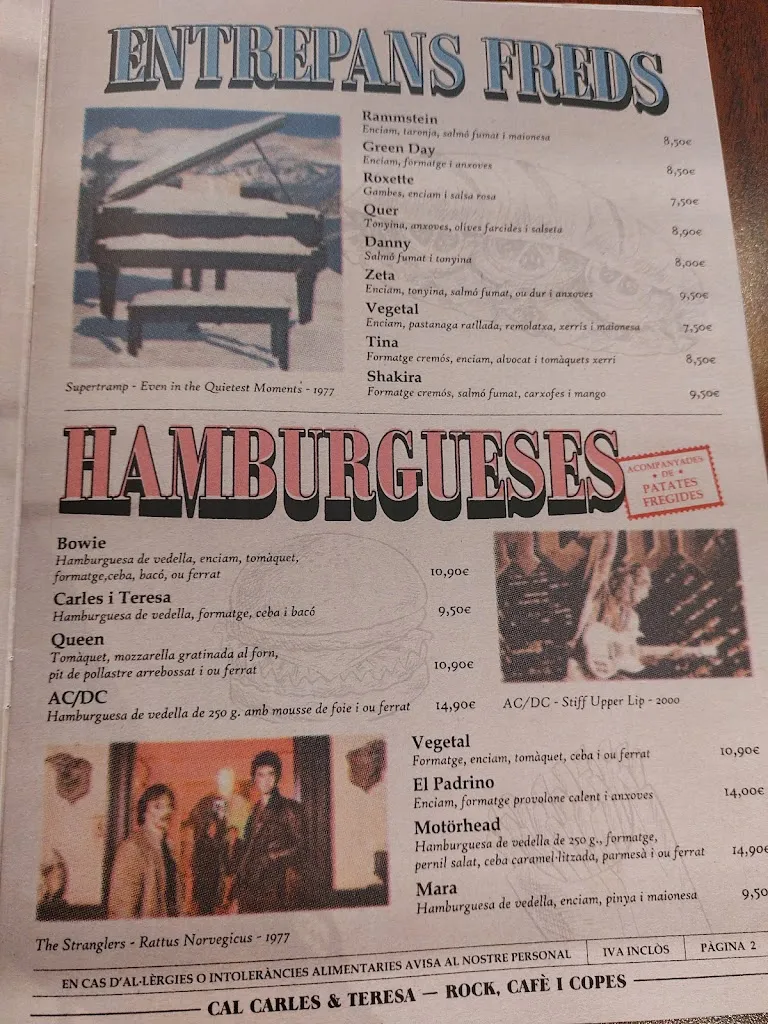 ENTREPANS FREDS
Rammstein
Enciam, taronja, salmó fumat i maionesa 8,50€
Green Day
Enciam, formatge i anxoves 8,50€
Roxette
Gambes, enciam i salsa rosa 7,50€
Quer
Tonyina, anxoves, olives farcides i salseta 8,90€
Danny
Salmó fumat i tonyina 8,00€
Zeta
Enciam, tonyina, salmó fumat, ou dur i anxoves 9,50€
Vegetal
Enciam, pastanaga ratllada, remolatxa, xerris i maionesa 7,50€
Tina
Formatge cremós, enciam, alvocat i tomàquets xerri 8,50€
Shakira
Formatge cremós, salmó fumat, carxofes i mango 9,50€
Supertramp - Even in the Quietest Moments - 1977
HAMBURGUESES
ACOMPANYADES
• DE •
PATATES
FREGIDES
Bowie
Hamburguesa de vedella, enciam, tomàquet,
formatge,ceba, bacó, ou ferrat 10,90€
Carles i Teresa
Hamburguesa de vedella, formatge, ceba i bacó 9,50€
Queen
Tomàquet, mozzarella gratinada al forn,
pit de pollastre arrebossat i ou ferrat 10,90€
AC/DC
Hamburguesa de vedella de 250 g. amb mousse de foie i ou ferrat 14,90€
AC/DC - Stiff Upper Lip - 2000
Vegetal
Formatge, enciam, tomàquet, ceba i ou ferrat 10,90€
El Padrino
Enciam, formatge provolone calent i anxoves 14,00€
Motörhead
Hamburguesa de vedella de 250 g., formatge,
pernil salat, ceba caramel·litzada, parmesà i ou ferrat 14,90€
Mara
Hamburguesa de vedella, enciam, pinya i maionesa 9,50
The Stranglers - Rattus Norvegicus - 1977
EN CAS D'AL·LÈRGIES O INTOLERÀNCIES ALIMENTARIES AVISA AL NOSTRE PERSONAL IVA INCLÒS PÀGINA 2
CAL CARLES & TERESA — ROCK, CAFÈ I COPES